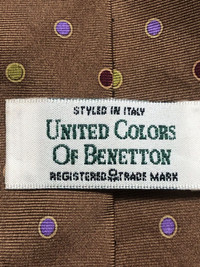 STYLED IN ITALY
UNITED COLORS
OF BENETTON
REGISTERED TRADE MARK